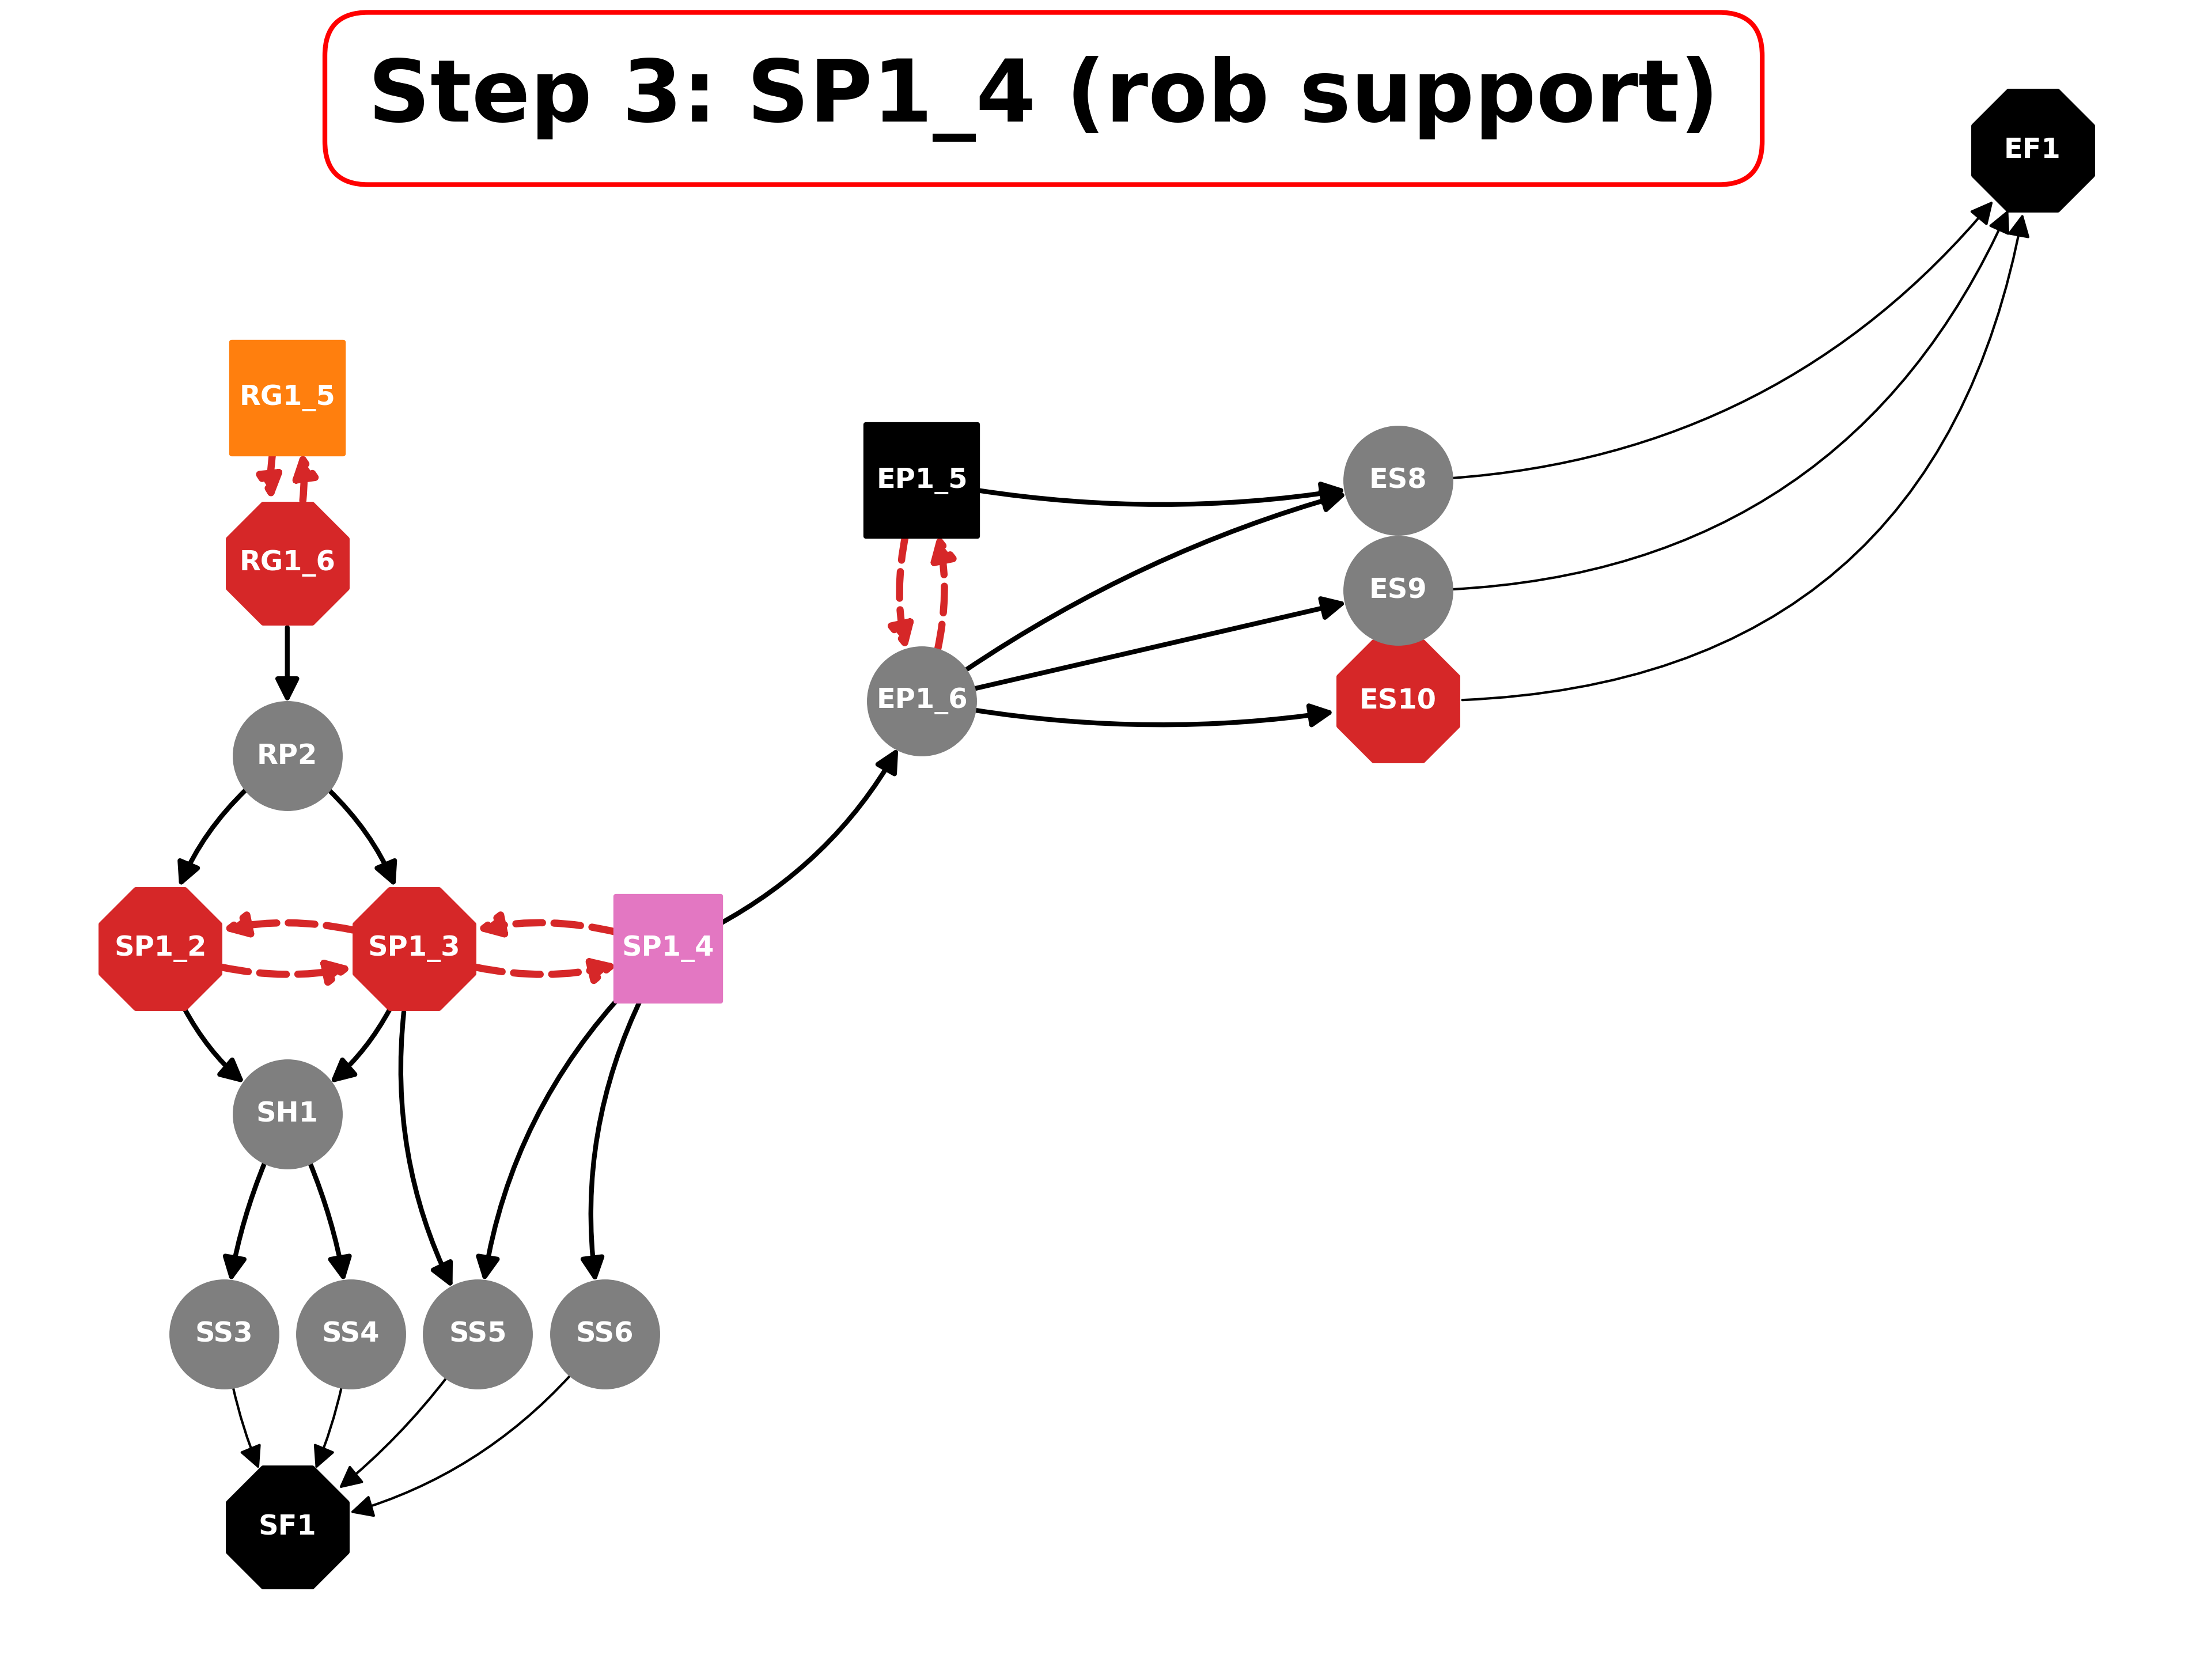 Step 3: SP1_4 (rob support)
EF1
RG1_5
EP1_5
ES8
RG1_6
ES9
EP1_6
ES10
RP2
SP1_2
SP1_3
SP1_4
SH1
SS3
SS4
SS5
SS6
SF1